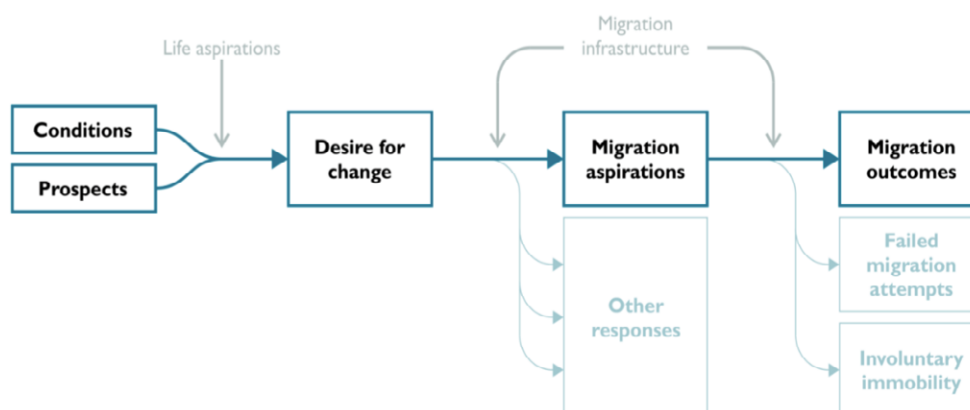 Life aspirations
Migration
infrastructure
Conditions
Prospects
Desire for
change
Migration
aspirations
Migration
outcomes
Other
responses
Failed
migration
attempts
Involuntary
immobility